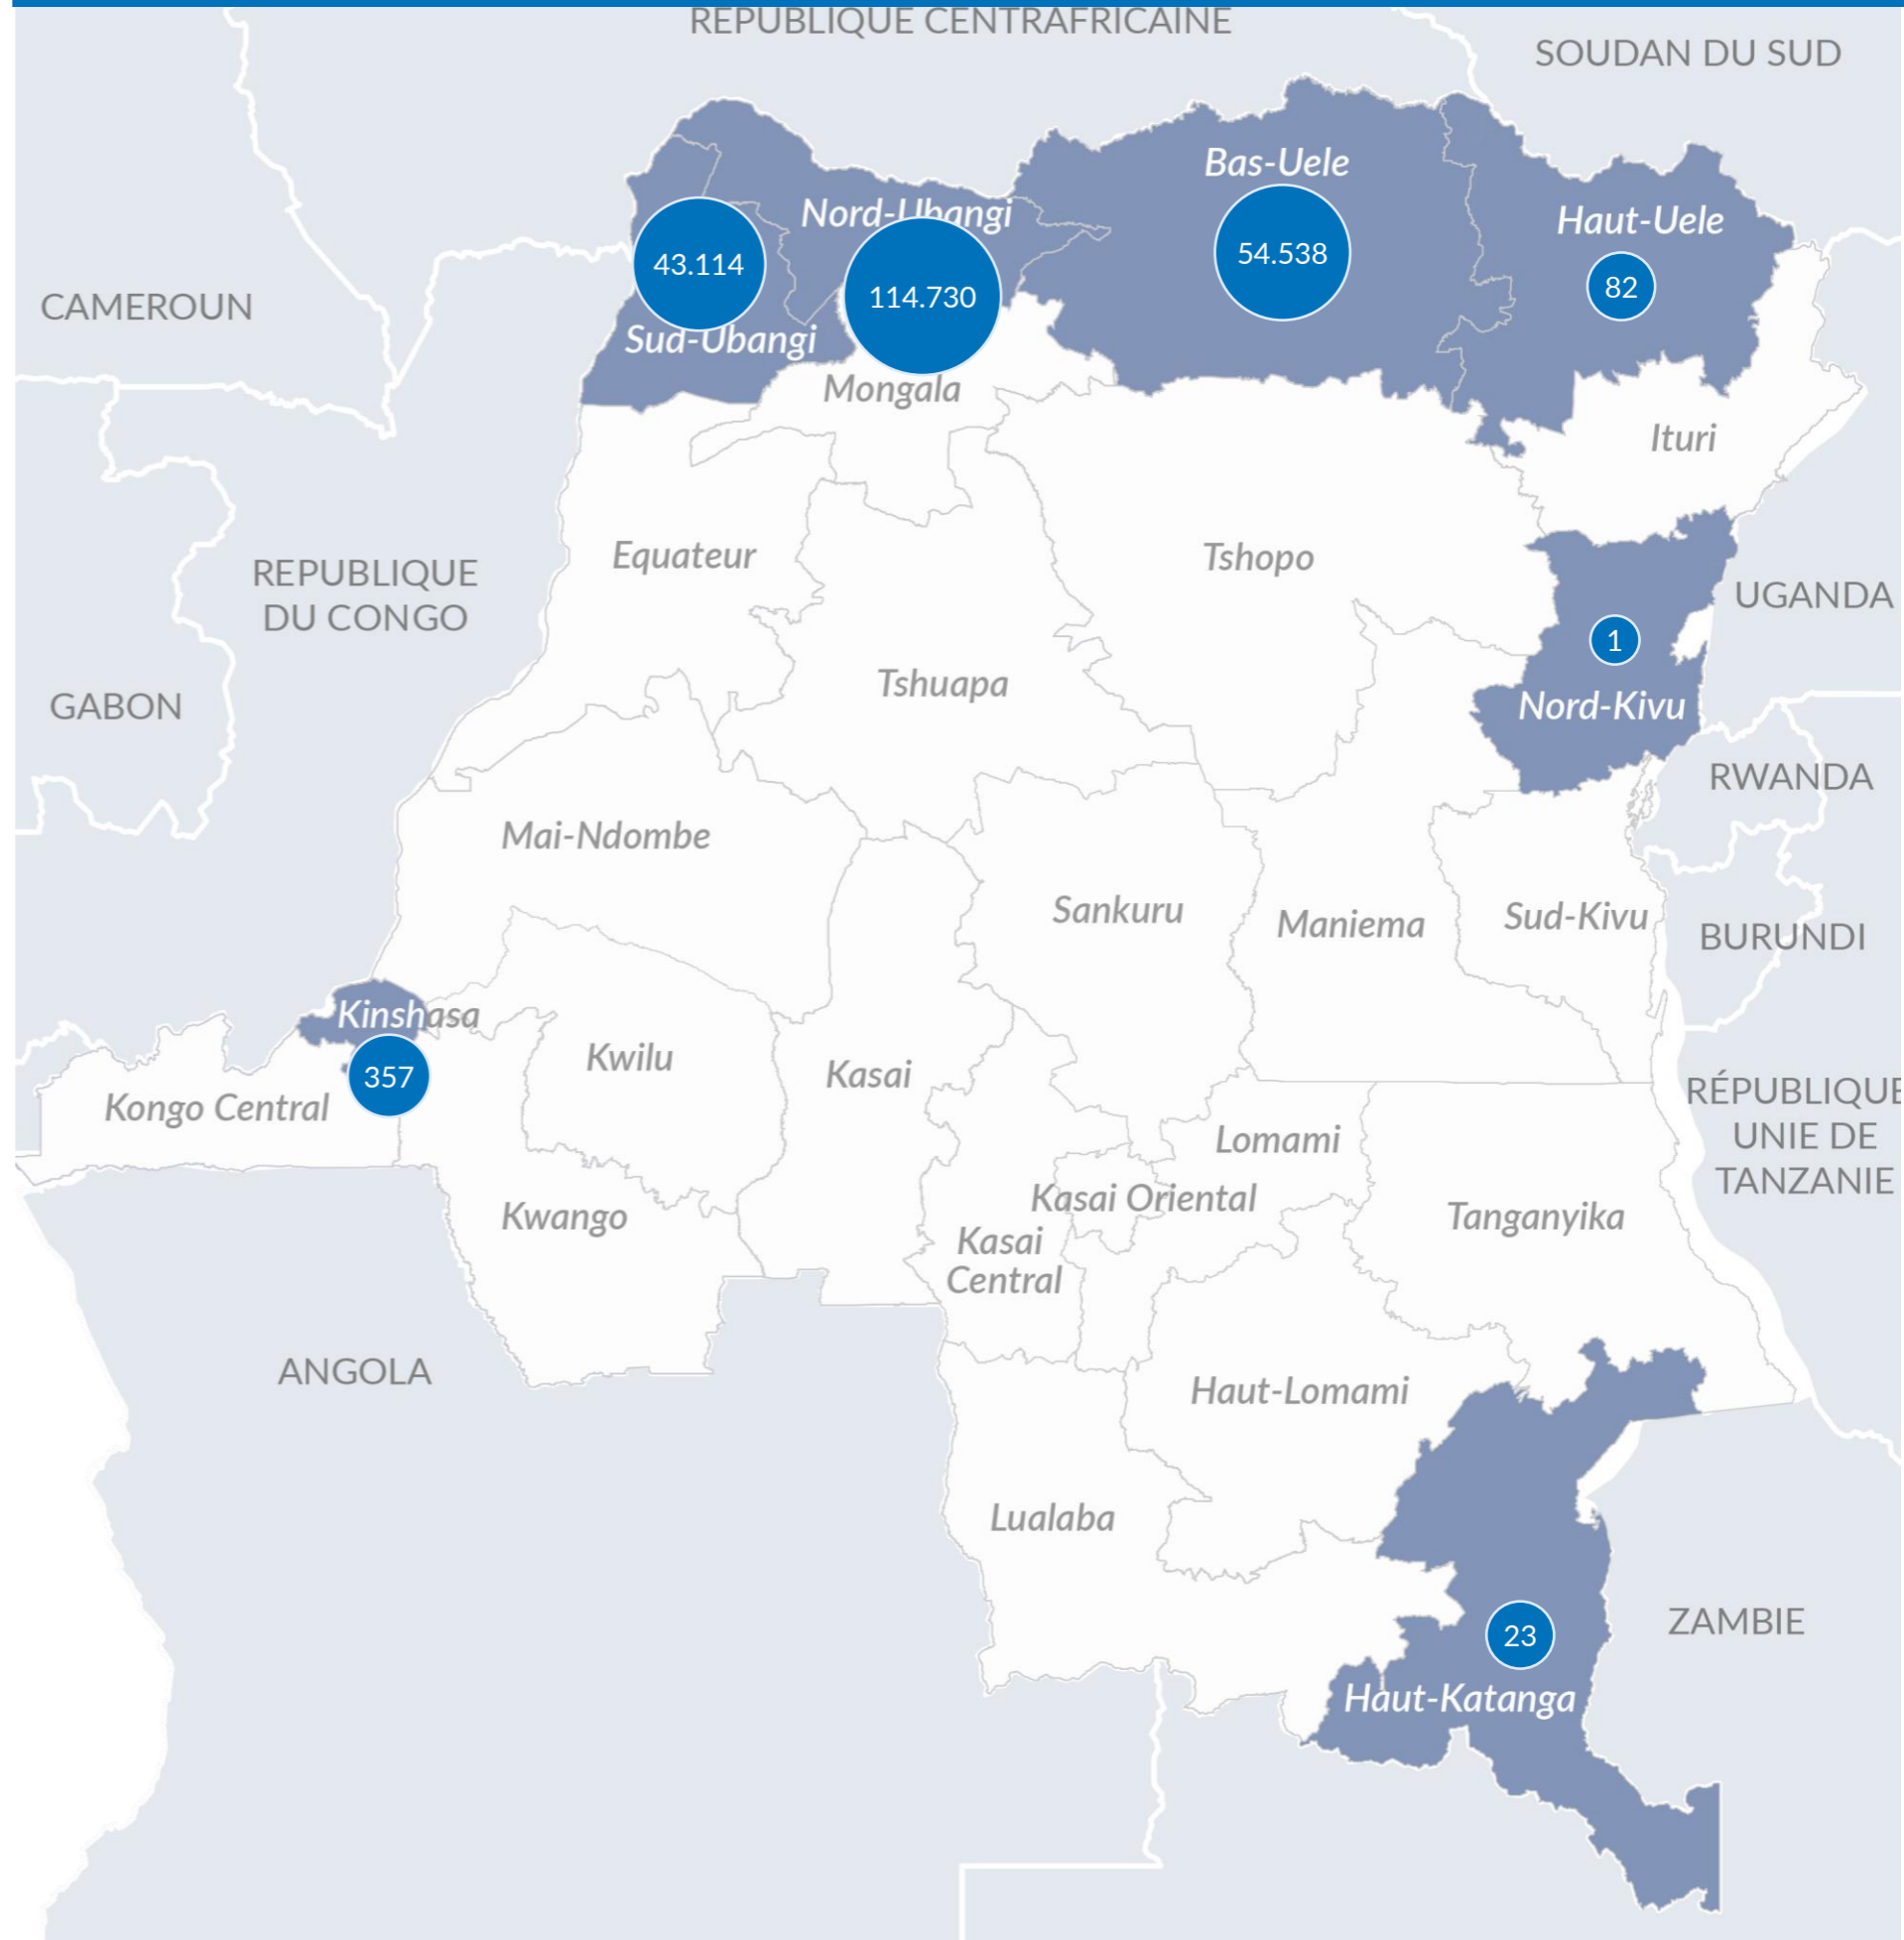 REPUBLIQUE CENTRAFRICAINE
SOUDAN DU SUD
Bas-Uele
Nord-Ubangi
Haut-Uele
43.114
54.538
82
114.730
CAMEROUN
Sud-Ubangi
Mongala
Ituri
Equateur
Tshopo
REPUBLIQUE
DU CONGO
UGANDA
1
Tshuapa
GABON
Nord-Kivu
RWANDA
Mai-Ndombe
Sankuru
Maniema
Sud-Kivu
BURUNDI
Kinshasa
Kwilu
357
Kasai
Kongo Central
RÉPUBLIQUE
UNIE DE
TANZANIE
Lomami
Kasai Oriental
Kwango
Tanganyika
Kasai
Central
ANGOLA
Haut-Lomami
Lualaba
ZAMBIE
23
Haut-Katanga